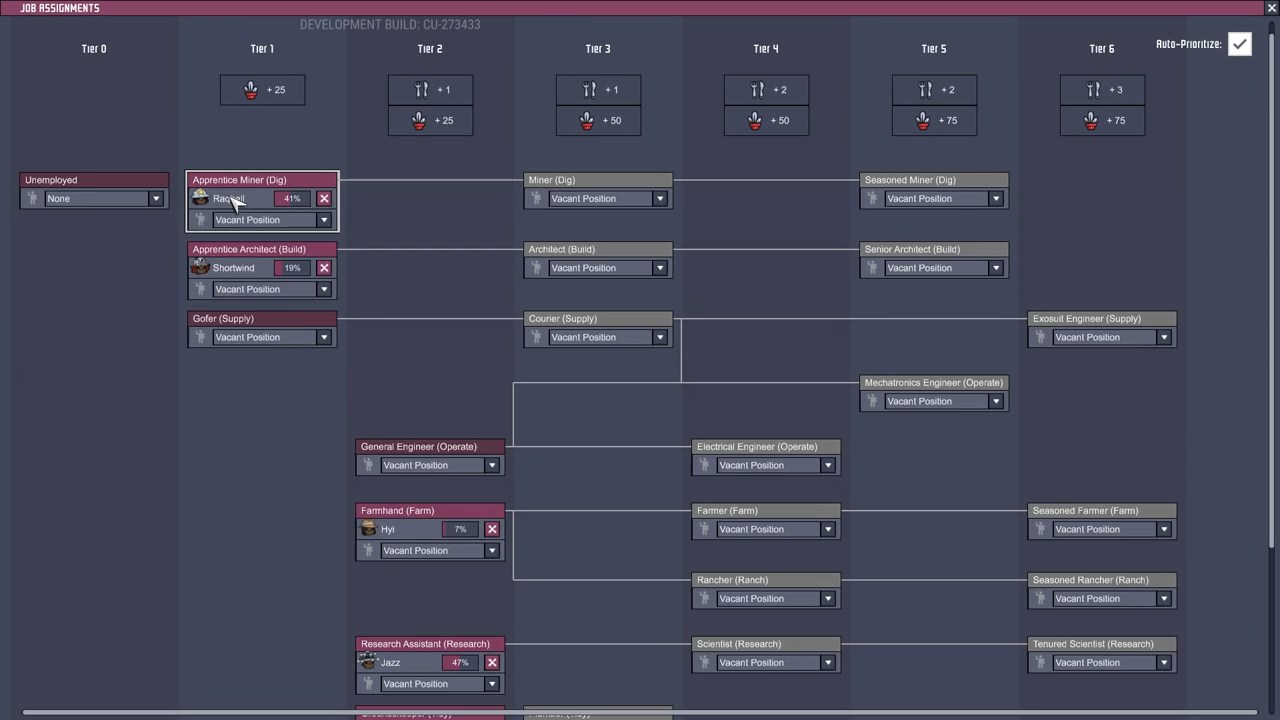 JOB ASSIGNMENTS
DEVELOPMENT BUILD: CU-273433
Tier 0 Tier 1 Tier 2 Tier 3 Tier 4 Tier 5 Tier 6
Auto-Prioritize:
+ 25 + 1 + 1 + 2 + 2 + 3
+ 25 + 50 + 50 + 75 + 75
Unemployed Apprentice Miner (Dig) Miner (Dig) Seasoned Miner (Dig)
None 41% Vacant Position Vacant Position
Vacant Position
Apprentice Architect (Build) Architect (Build) Senior Architect (Build)
Shortwind 19% Vacant Position Vacant Position
Vacant Position
Gofer (Supply) Courier (Supply) Exosuit Engineer (Supply)
Vacant Position Vacant Position Vacant Position
Mechatronics Engineer (Operate)
Vacant Position
General Engineer (Operate) Electrical Engineer (Operate)
Vacant Position Vacant Position
Farmhand (Farm) Farmer (Farm) Seasoned Farmer (Farm)
Hyi 7% Vacant Position Vacant Position
Vacant Position
Rancher (Ranch) Seasoned Rancher (Ranch)
Vacant Position Vacant Position
Research Assistant (Research) Scientist (Research) Tenured Scientist (Research)
Jazz 47% Vacant Position Vacant Position
Vacant Position